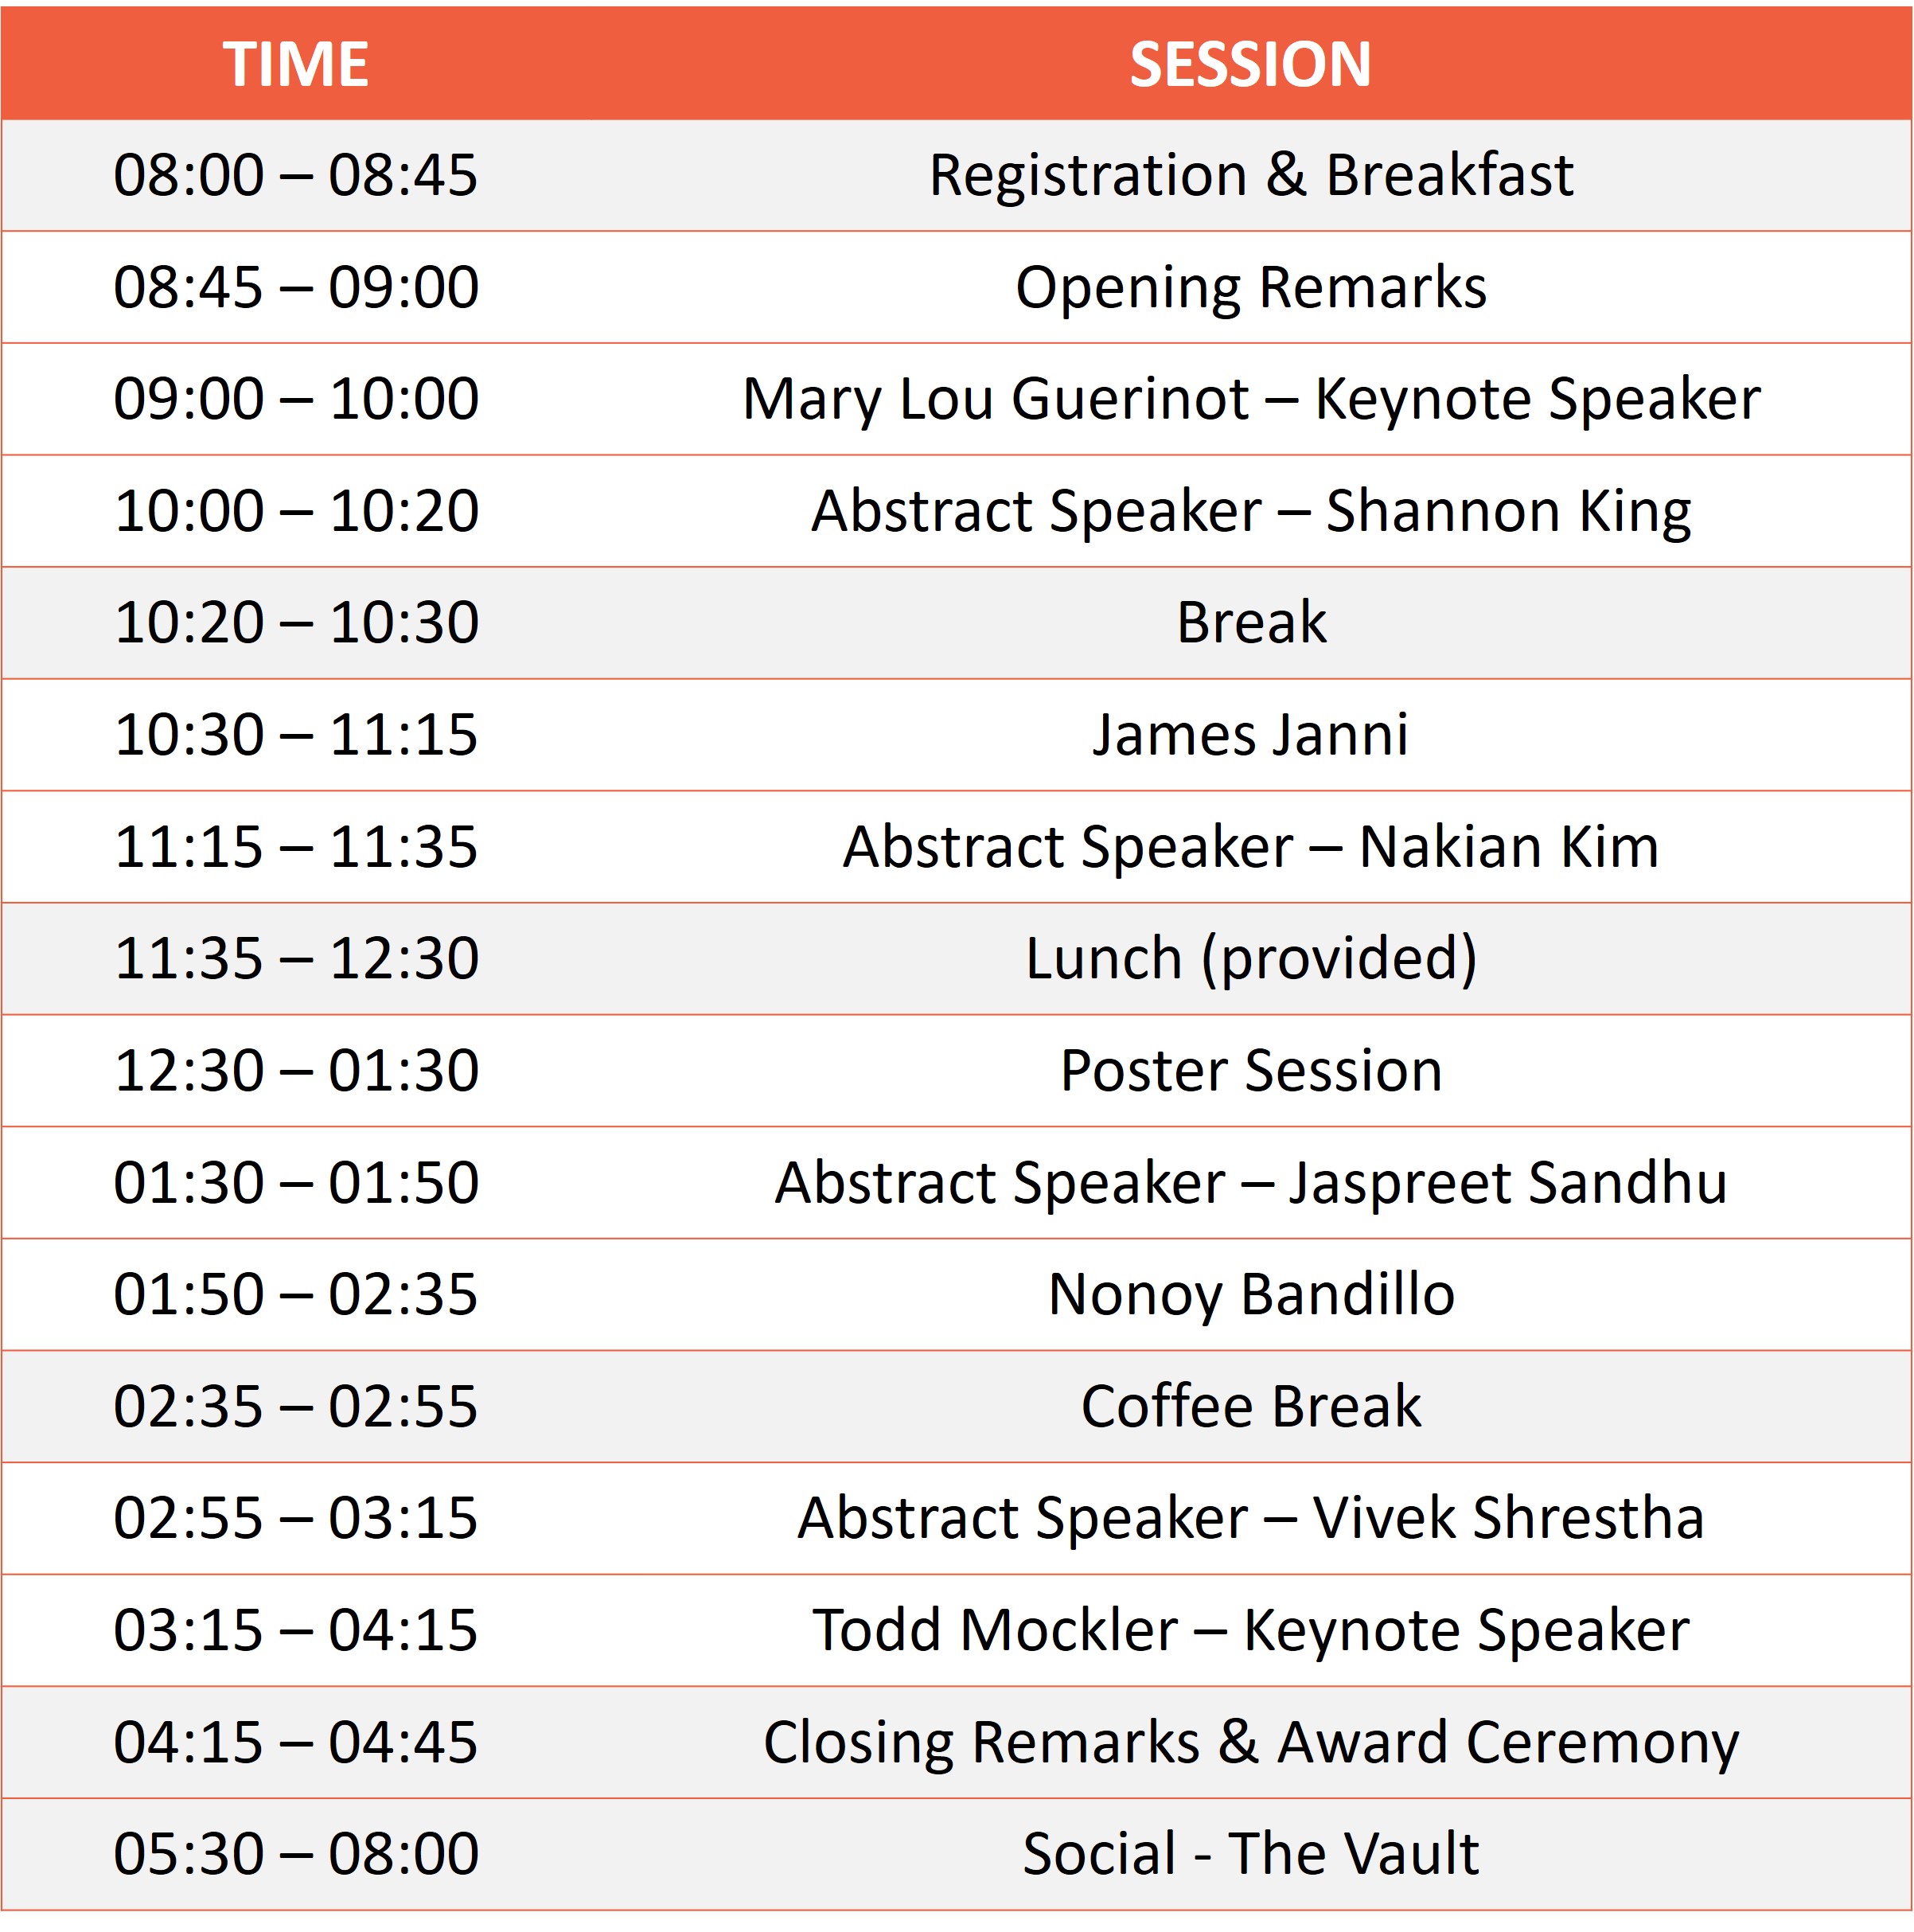 TIME SESSION
08:00 – 08:45 Registration & Breakfast
08:45 – 09:00 Opening Remarks
09:00 – 10:00 Mary Lou Guerinot – Keynote Speaker
10:00 – 10:20 Abstract Speaker – Shannon King
10:20 – 10:30 Break
10:30 – 11:15 James Janni
11:15 – 11:35 Abstract Speaker – Nakian Kim
11:35 – 12:30 Lunch (provided)
12:30 – 01:30 Poster Session
01:30 – 01:50 Abstract Speaker – Jaspreet Sandhu
01:50 – 02:35 Nonoy Bandillo
02:35 – 02:55 Coffee Break
02:55 – 03:15 Abstract Speaker – Vivek Shrestha
03:15 – 04:15 Todd Mockler – Keynote Speaker
04:15 – 04:45 Closing Remarks & Award Ceremony
05:30 – 08:00 Social - The Vault